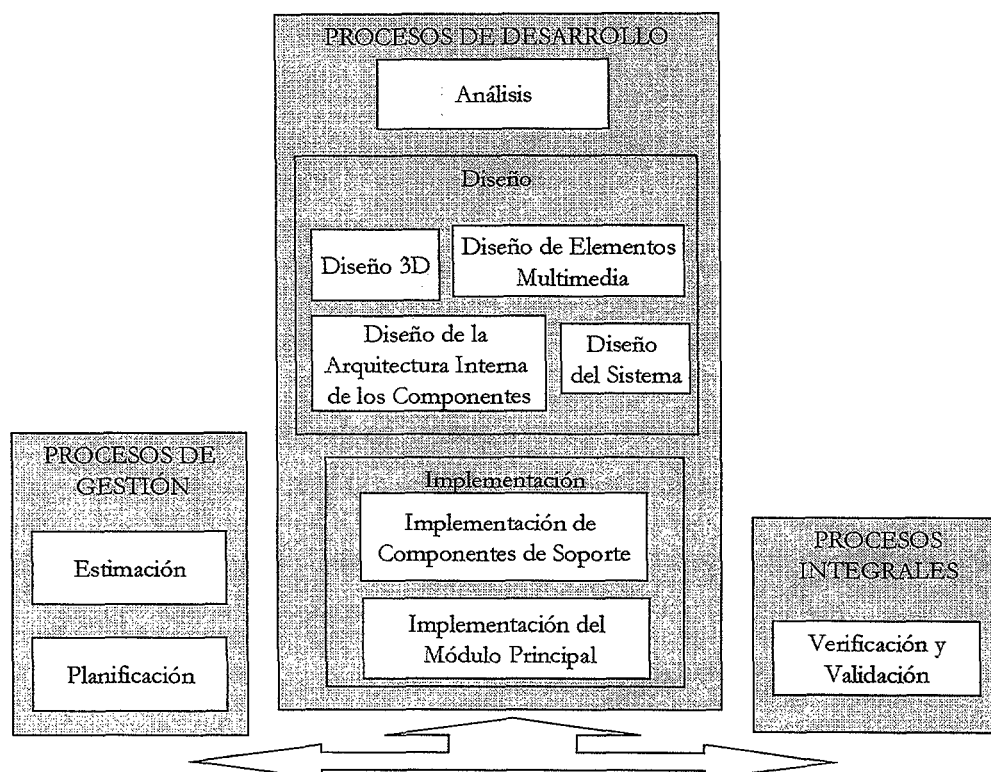 PROCESOS DE DESARROLLO
Análisis
Diseño
Diseño 3D
Diseño de Elementos
Multimedia
Diseño de la
Arquitectura Interna
de los Componentes
Diseño
del Sistema
Implementación
Implementación de
Componentes de Soporte
Implementación del
Módulo Principal
PROCESOS DE
GESTIÓN
Estimación
Planificación
PROCESOS
INTEGRALES
Verificación y
Validación